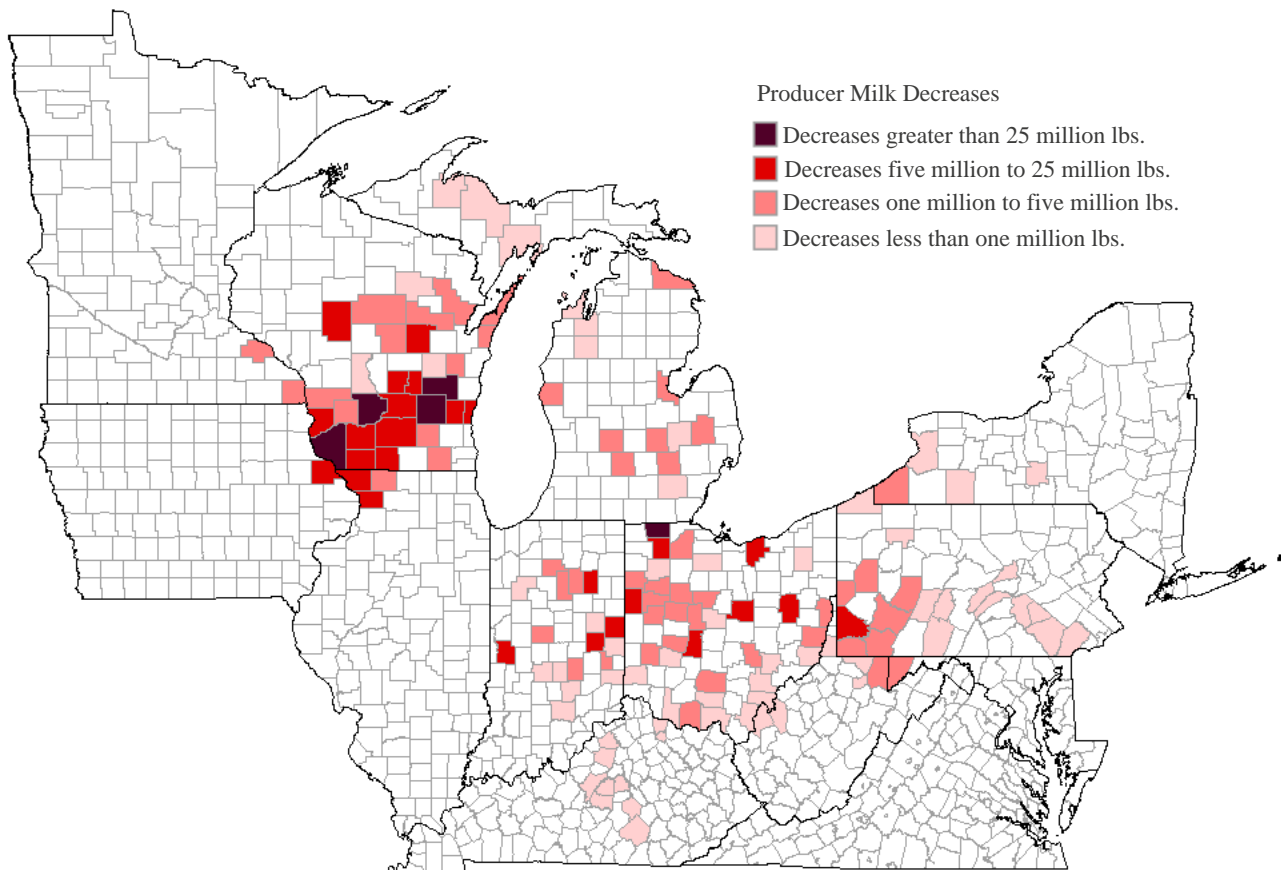 Producer Milk Decreases
Decreases greater than 25 million lbs.
Decreases five million to 25 million lbs.
Decreases one million to five million lbs.
Decreases less than one million lbs.